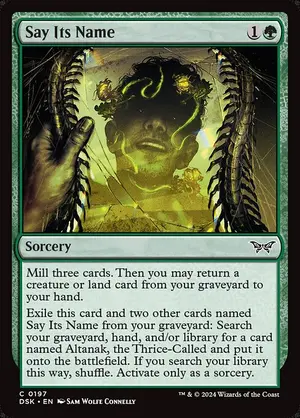 Say Its Name 1
Sorcery
Mill three cards. Then you may return a
creature or land card from your graveyard to
your hand.
Exile this card and two other cards named
Say Its Name from your graveyard: Search
your graveyard, hand, and/or library for a card
named Altanak, the Thrice-Called and put it
onto the battlefield. If you search your library
this way, shuffle. Activate only as a sorcery.
C 0197
DSK • EN SAM WOLFE CONNELLY
™ & © 2024 Wizards of the Coast